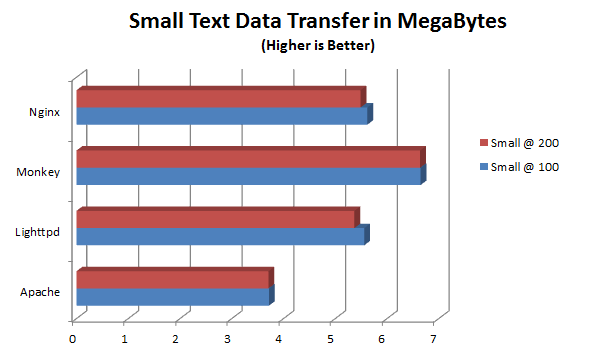 Small Text Data Transfer in MegaBytes
(Higher is Better)
Nginx
Monkey
Lighttpd
Apache
0 1 2 3 4 5 6 7
Small @ 200
Small @ 100